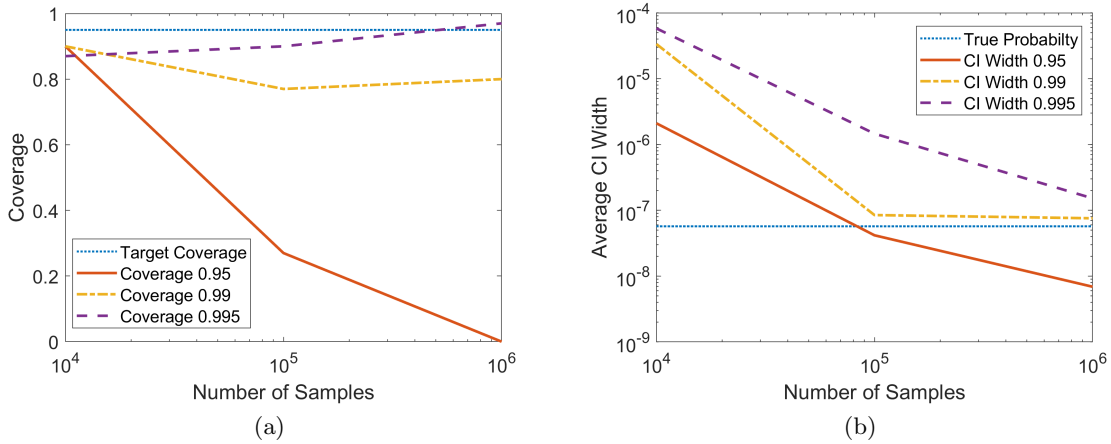 1
0.8
0.6
0.4
0.2
0
Coverage
Target Coverage
Coverage 0.95
Coverage 0.99
Coverage 0.995
10^4
10^5
10^6
Number of Samples
(a)
10^-4
10^-5
10^-6
10^-7
10^-8
10^-9
Average CI Width
True Probabilty
CI Width 0.95
CI Width 0.99
CI Width 0.995
10^4
10^5
10^6
Number of Samples
(b)